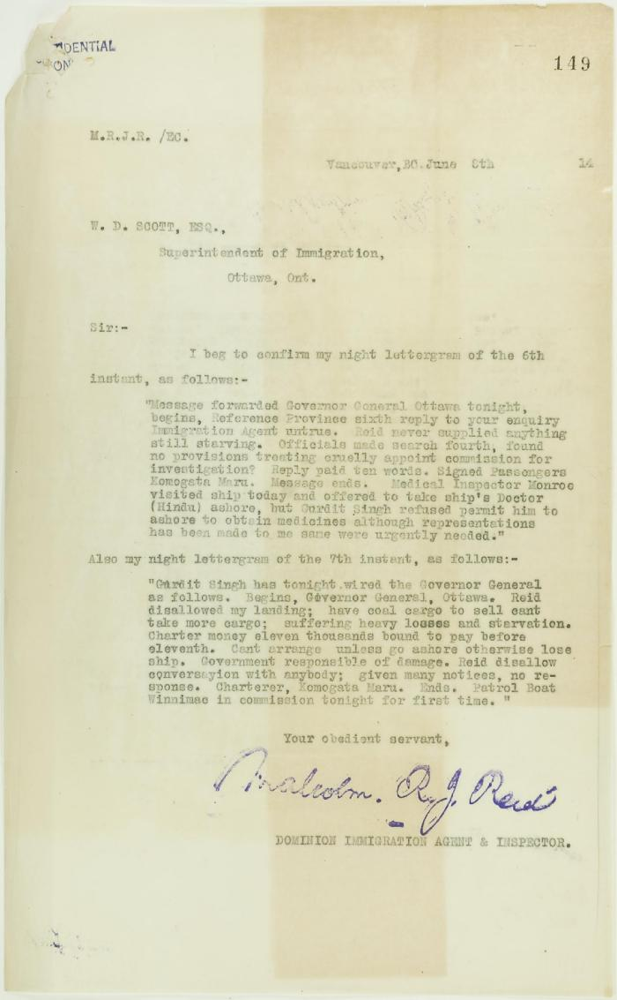 DENTIAL
149
M.R.J.R. /EC.
Vancouver,BC.June 8th 14
W. D. SCOTT, ESQ.,
Superintendent of Immigration,
Ottawa, Ont.
Sir:-
I beg to confirm my night lettergram of the 6th
instant, as follows:-
"Message forwarded Governor General Ottawa tonight,
begins, Reference Province sixth reply to your enquiry
Immigration Agent untrue. Reid never supplied anything
still starving. Officials made search fourth, found
no provisions treating cruelly appoint commission for
investigation? Reply paid ten words. Signed Passengers
Komogata Maru. Message ends. Medical Inspector Monroe
visited ship today and offered to take ship's Doctor
(Hindu) ashore, but Gurdit Singh refused permit him to
ashore to obtain medicines although representations
has been made to me same were urgently needed."
Also my night lettergram of the 7th instant, as follows:-
"Gurdit Singh has tonight.wired the Governor General
as follows. Begins, Governor General, Ottawa. Reid
disallowed my landing; have coal cargo to sell cant
take more cargo; suffering heavy losses and starvation.
Charter money eleven thousands bound to pay before
eleventh. Cant arrange unless go ashore otherwise lose
ship. Government responsible of damage. Reid disallow
conversayion with anybody; given many notices, no re-
sponse. Charterer, Komogata Maru. Ends. Patrol Boat
Winnimac in commission tonight for first time. "
Your obedient servant,
Malcolm. R. J. Reid
DOMINION IMMIGRATION AGENT & INSPECTOR.